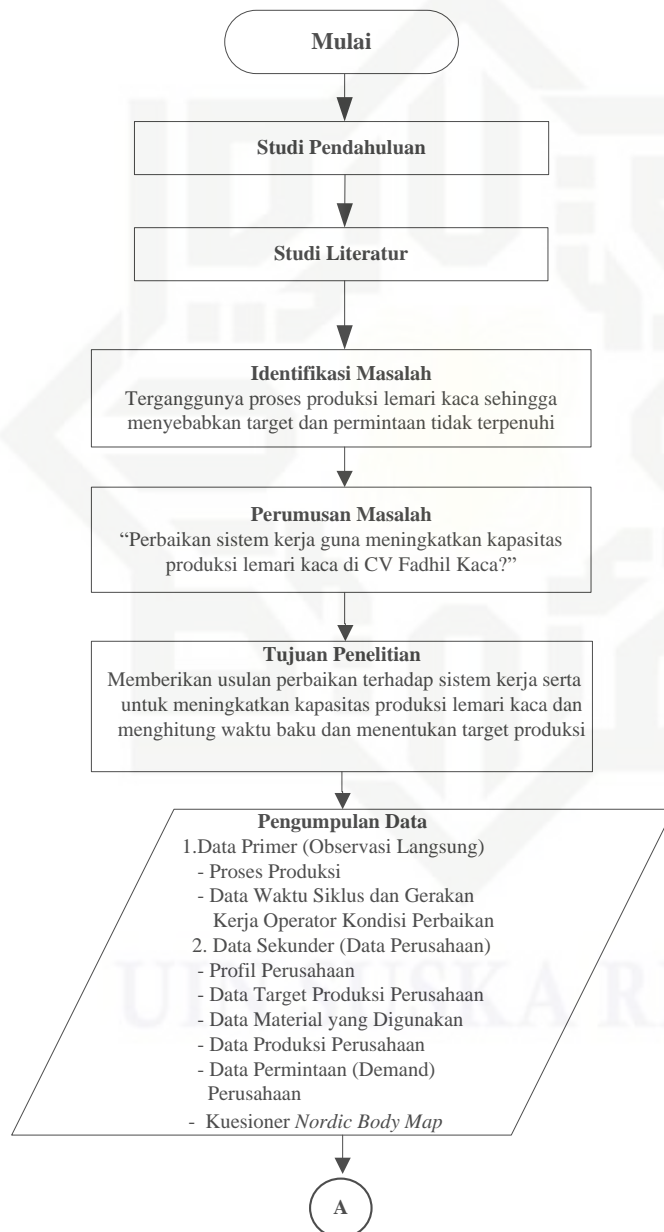 Mulai
Studi Pendahuluan
Studi Literatur
Identifikasi Masalah
Terganggunya proses produksi lemari kaca sehingga
menyebabkan target dan permintaan tidak terpenuhi
Perumusan Masalah
“Perbaikan sistem kerja guna meningkatkan kapasitas
produksi lemari kaca di CV Fadhil Kaca?”
Tujuan Penelitian
Memberikan usulan perbaikan terhadap sistem kerja serta
untuk meningkatkan kapasitas produksi lemari kaca dan
menghitung waktu baku dan menentukan target produksi
Pengumpulan Data
1.Data Primer (Observasi Langsung)
- Proses Produksi
- Data Waktu Siklus dan Gerakan
Kerja Operator Kondisi Perbaikan
2. Data Sekunder (Data Perusahaan)
- Profil Perusahaan
- Data Target Produksi Perusahaan
- Data Material yang Digunakan
- Data Produksi Perusahaan
- Data Permintaan (Demand)
Perusahaan
- Kuesioner Nordic Body Map
A